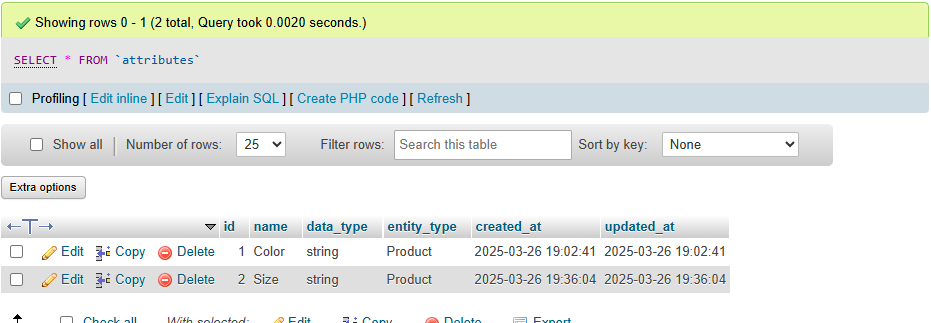 Showing rows 0 - 1 (2 total, Query took 0.0020 seconds.)
SELECT * FROM `attributes`
Profiling [ Edit inline ] [ Edit ] [ Explain SQL ] [ Create PHP code ] [ Refresh ]
Show all Number of rows: 25 Filter rows: Search this table Sort by key: None
Extra options
id name data_type entity_type created_at updated_at
Edit Copy Delete 1 Color string Product 2025-03-26 19:02:41 2025-03-26 19:02:41
Edit Copy Delete 2 Size string Product 2025-03-26 19:36:04 2025-03-26 19:36:04
Check all With selected: Edit Copy Delete Export